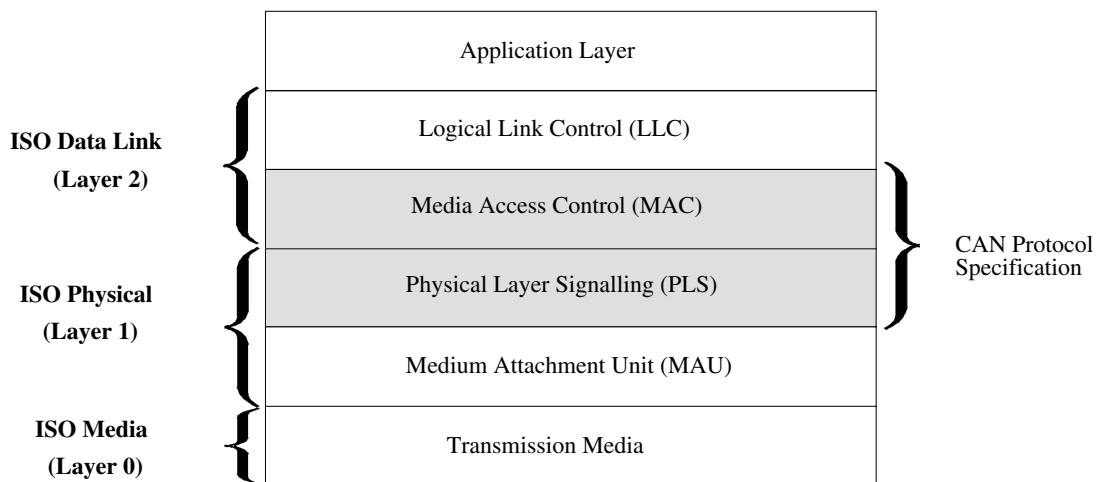 Application Layer
ISO Data Link
(Layer 2)
Logical Link Control (LLC)
Media Access Control (MAC)
CAN Protocol
Specification
ISO Physical
(Layer 1)
Physical Layer Signalling (PLS)
Medium Attachment Unit (MAU)
ISO Media
(Layer 0)
Transmission Media